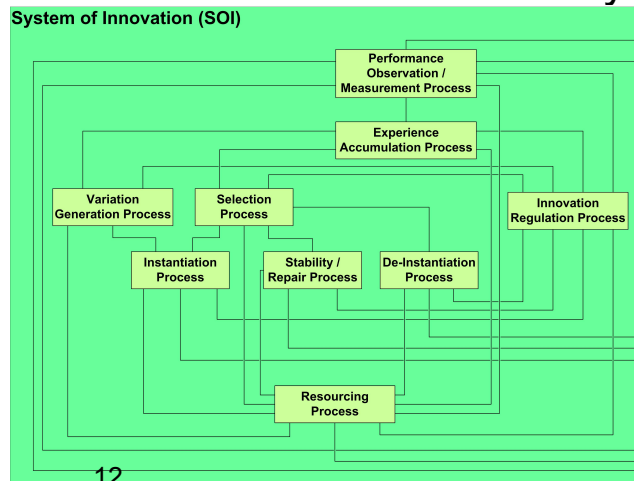 System of Innovation (SOI)
Performance
Observation /
Measurement Process
Experience
Accumulation Process
Variation
Generation Process
Selection
Process
Innovation
Regulation Process
Instantiation
Process
Stability /
Repair Process
De-Instantiation
Process
Resourcing
Process
12